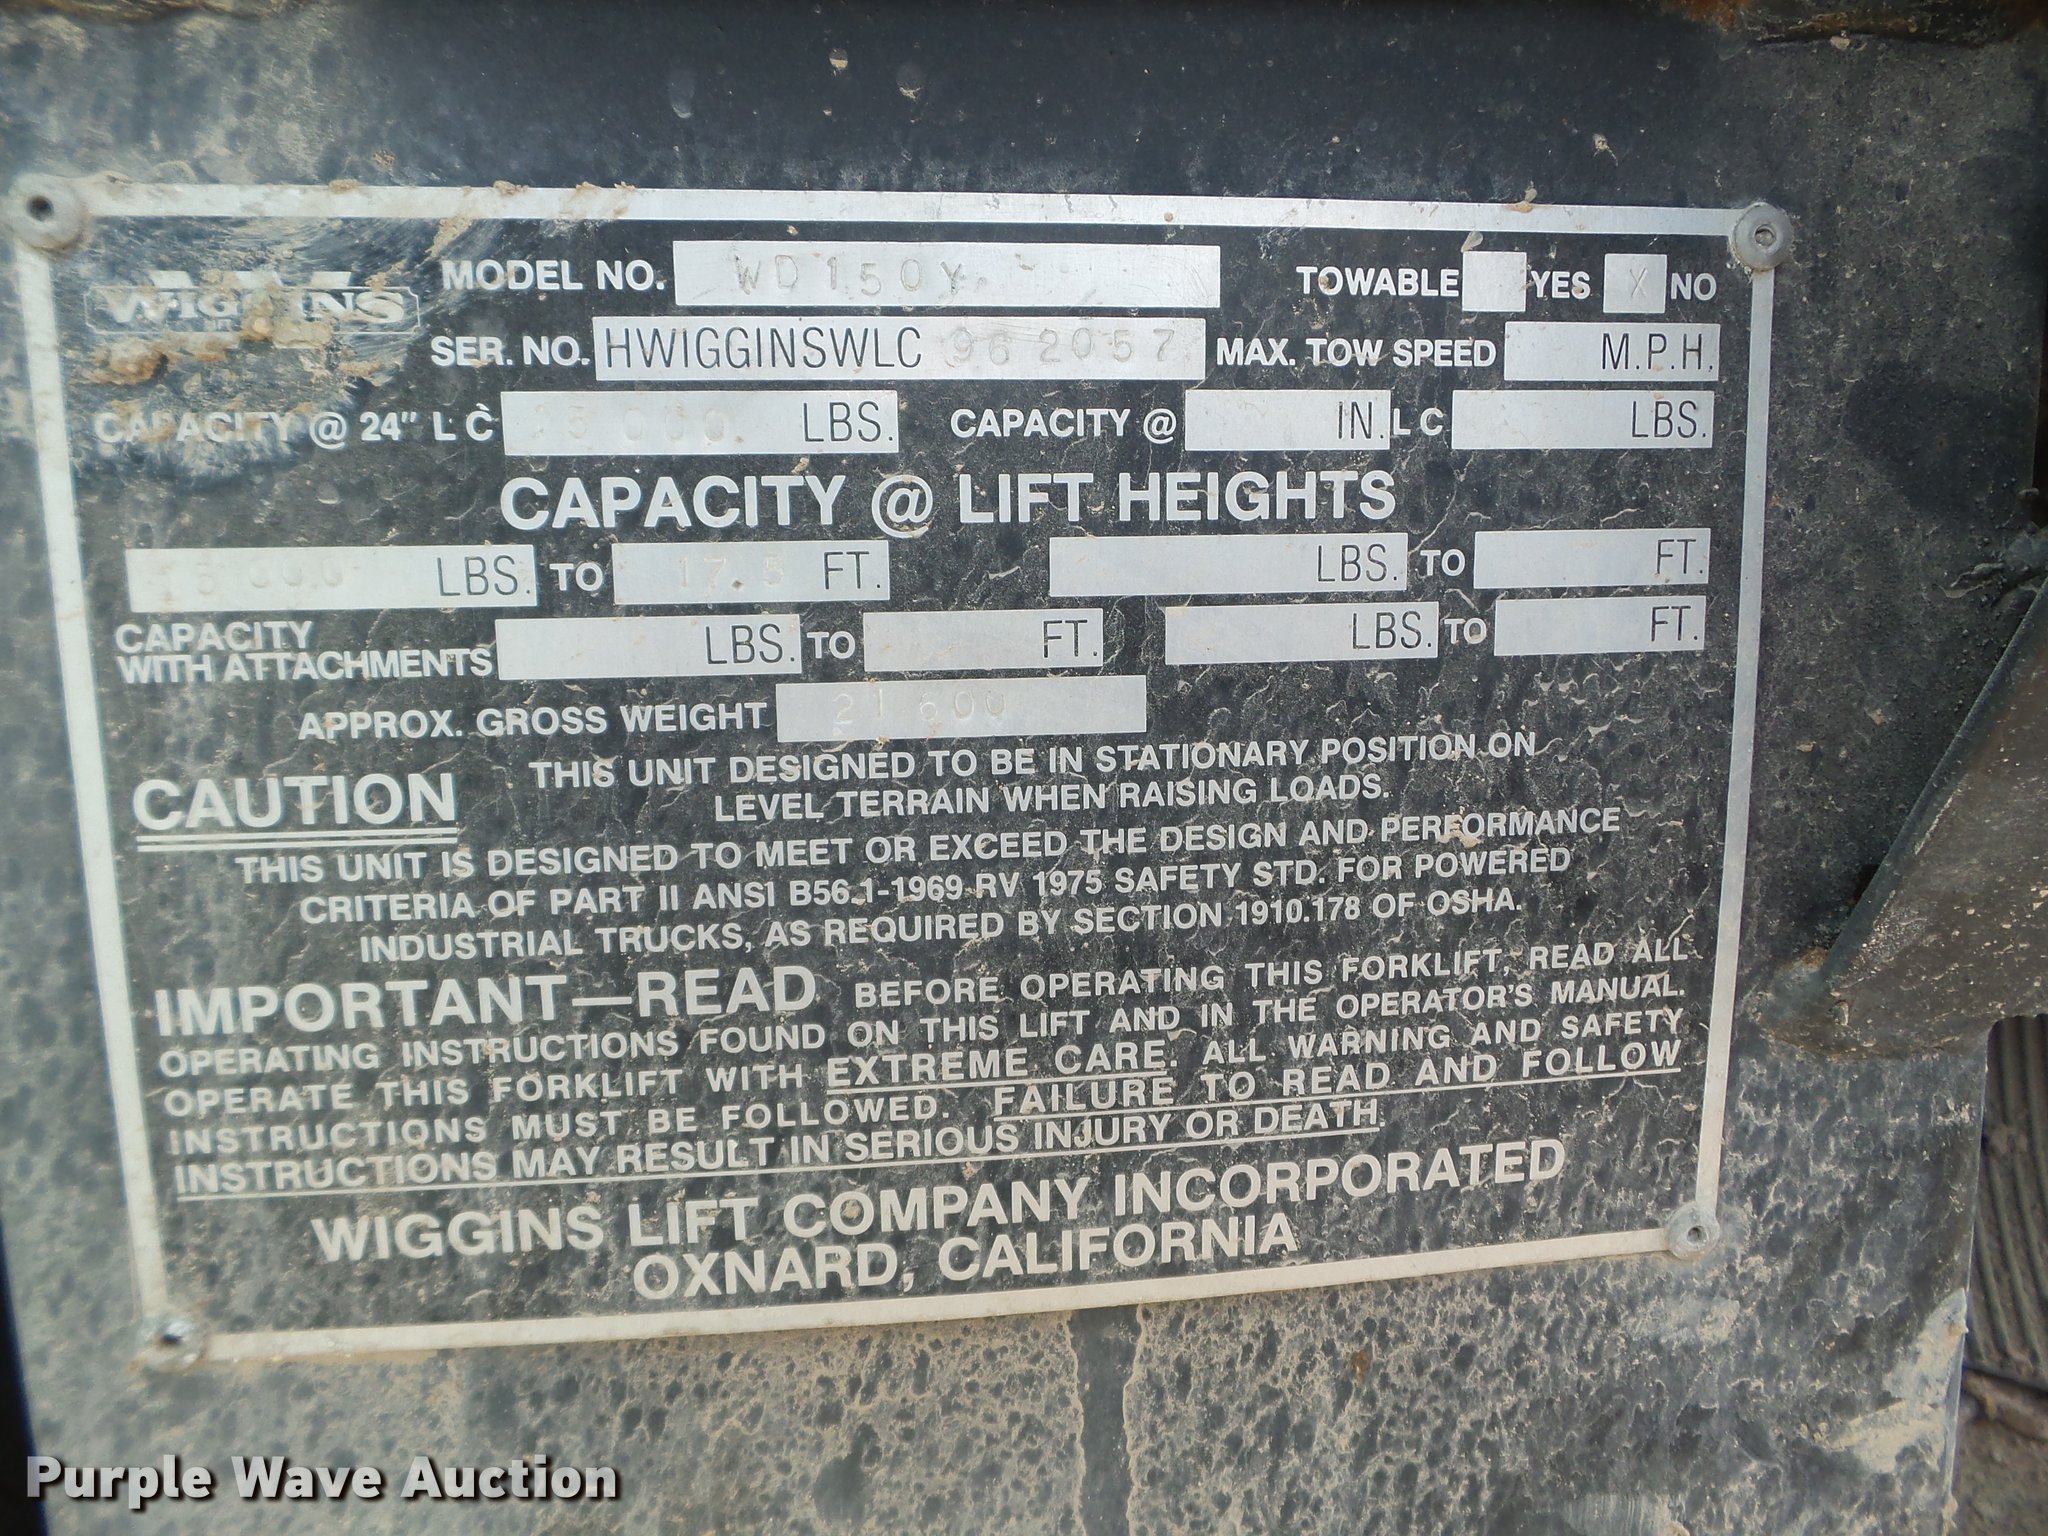 WIGGINS
MODEL NO. WD150Y TOWABLE YES X NO
SER. NO. HWIGGINSWLC 962057 MAX. TOW SPEED M.P.H.
CAPACITY @ 24" L C 15 000 LBS. CAPACITY @ IN. L C LBS.
CAPACITY @ LIFT HEIGHTS
15 000 LBS. TO 17.5 FT. LBS. TO FT.
CAPACITY
WITH ATTACHMENTS LBS. TO FT. LBS. TO FT.
APPROX. GROSS WEIGHT 21 600
CAUTION THIS UNIT DESIGNED TO BE IN STATIONARY POSITION ON
LEVEL TERRAIN WHEN RAISING LOADS.
THIS UNIT IS DESIGNED TO MEET OR EXCEED THE DESIGN AND PERFORMANCE
CRITERIA OF PART II ANSI B56.1-1969 RV 1975 SAFETY STD. FOR POWERED
INDUSTRIAL TRUCKS, AS REQUIRED BY SECTION 1910.178 OF OSHA.
IMPORTANT—READ BEFORE OPERATING THIS FORKLIFT, READ ALL
OPERATING INSTRUCTIONS FOUND ON THIS LIFT AND IN THE OPERATOR'S MANUAL.
OPERATE THIS FORKLIFT WITH EXTREME CARE. ALL WARNING AND SAFETY
INSTRUCTIONS MUST BE FOLLOWED. FAILURE TO READ AND FOLLOW
INSTRUCTIONS MAY RESULT IN SERIOUS INJURY OR DEATH.
WIGGINS LIFT COMPANY INCORPORATED
OXNARD, CALIFORNIA
Purple Wave Auction